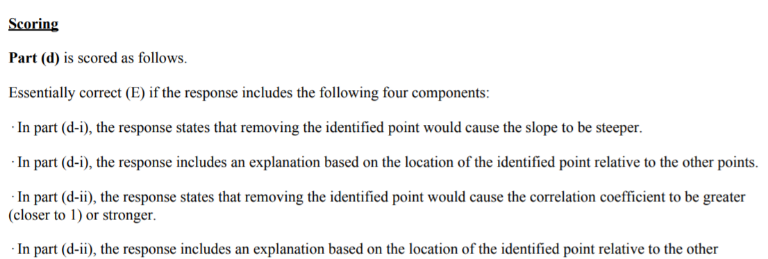 Scoring
Part (d) is scored as follows.
Essentially correct (E) if the response includes the following four components:
· In part (d-i), the response states that removing the identified point would cause the slope to be steeper.
· In part (d-i), the response includes an explanation based on the location of the identified point relative to the other points.
· In part (d-ii), the response states that removing the identified point would cause the correlation coefficient to be greater
(closer to 1) or stronger.
· In part (d-ii), the response includes an explanation based on the location of the identified point relative to the other